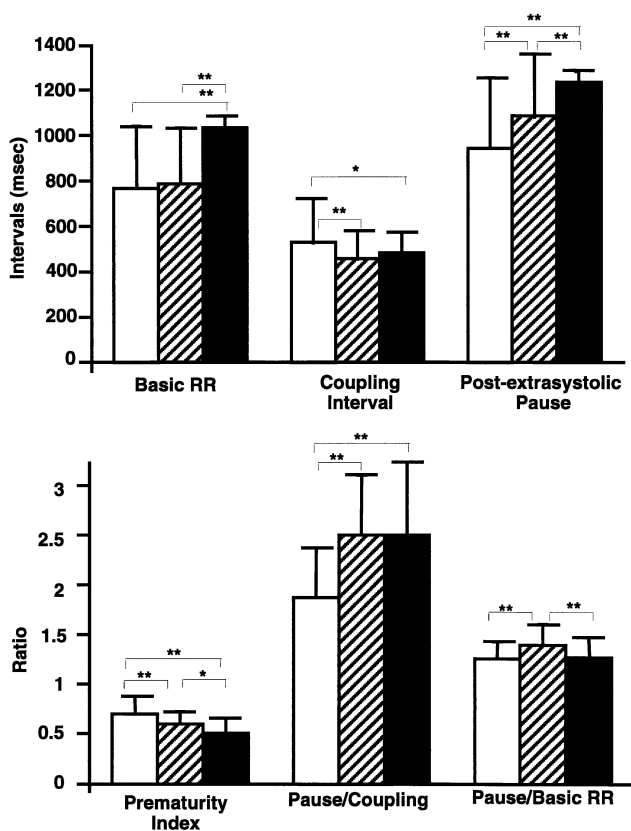 **
** **
1400
1200
**
**
1000
Intervals (msec)
800
*
600
**
400
200
0
Basic RR
Coupling
Interval
Post-extrasystolic
Pause
**
**
3
2.5
2
Ratio
1.5
** **
**
1
** *
0.5
0
Prematurity
Index
Pause/Coupling
Pause/Basic RR